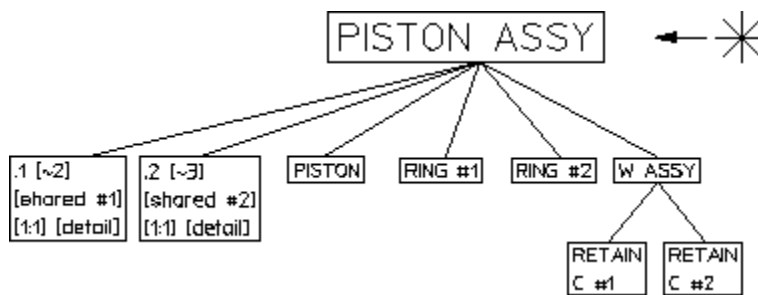 PISTON ASSY
.1 [~2]
[shared #1]
[1:1] [detail]
.2 [~3]
[shared #2]
[1:1] [detail]
PISTON
RING #1
RING #2
W ASSY
RETAIN
C #1
RETAIN
C #2